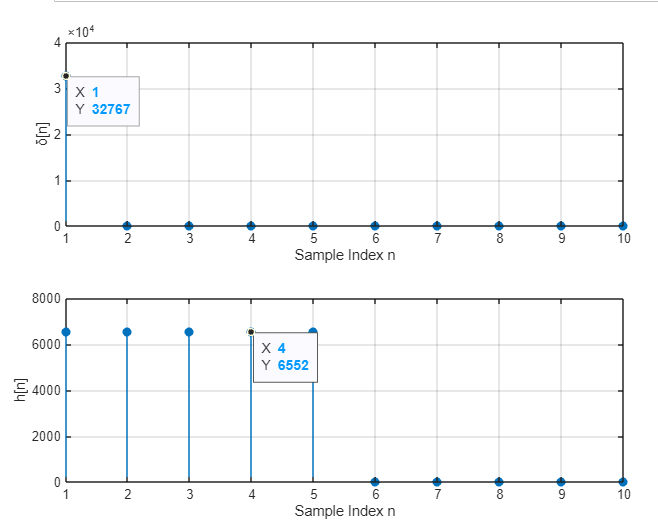 ×10⁴
4
3
2
1
0
δ[n]
X 1
Y 32767
1 2 3 4 5 6 7 8 9 10
Sample Index n
8000
6000
4000
2000
0
h[n]
X 4
Y 6552
1 2 3 4 5 6 7 8 9 10
Sample Index n